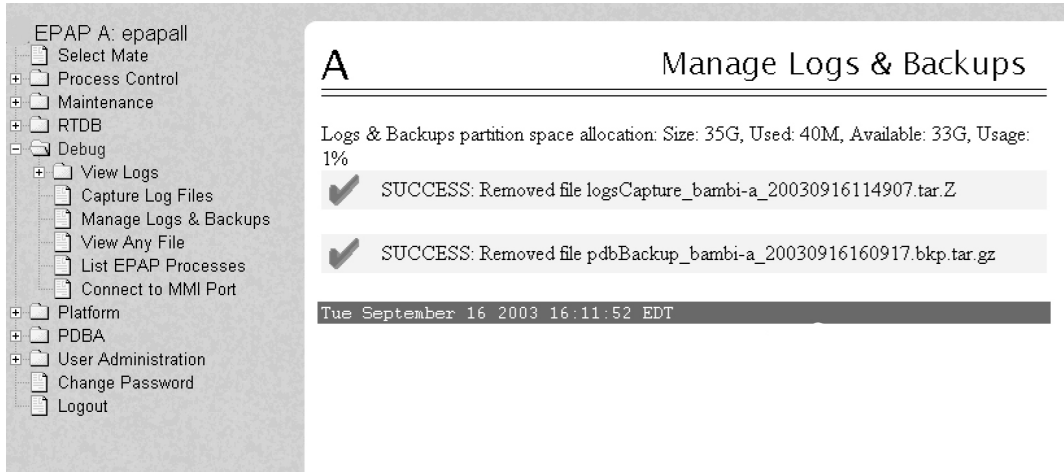 EPAP A: epapall
Select Mate
Process Control
Maintenance
RTDB
Debug
View Logs
Capture Log Files
Manage Logs & Backups
View Any File
List EPAP Processes
Connect to MMI Port
Platform
PDBA
User Administration
Change Password
Logout
A
Manage Logs & Backups
Logs & Backups partition space allocation: Size: 35G, Used: 40M, Available: 33G, Usage:
1%
SUCCESS: Removed file logsCapture_bambi-a_20030916114907.tar.Z
SUCCESS: Removed file pdbBackup_bambi-a_20030916160917.bkp.tar.gz
Tue September 16 2003 16:11:52 EDT